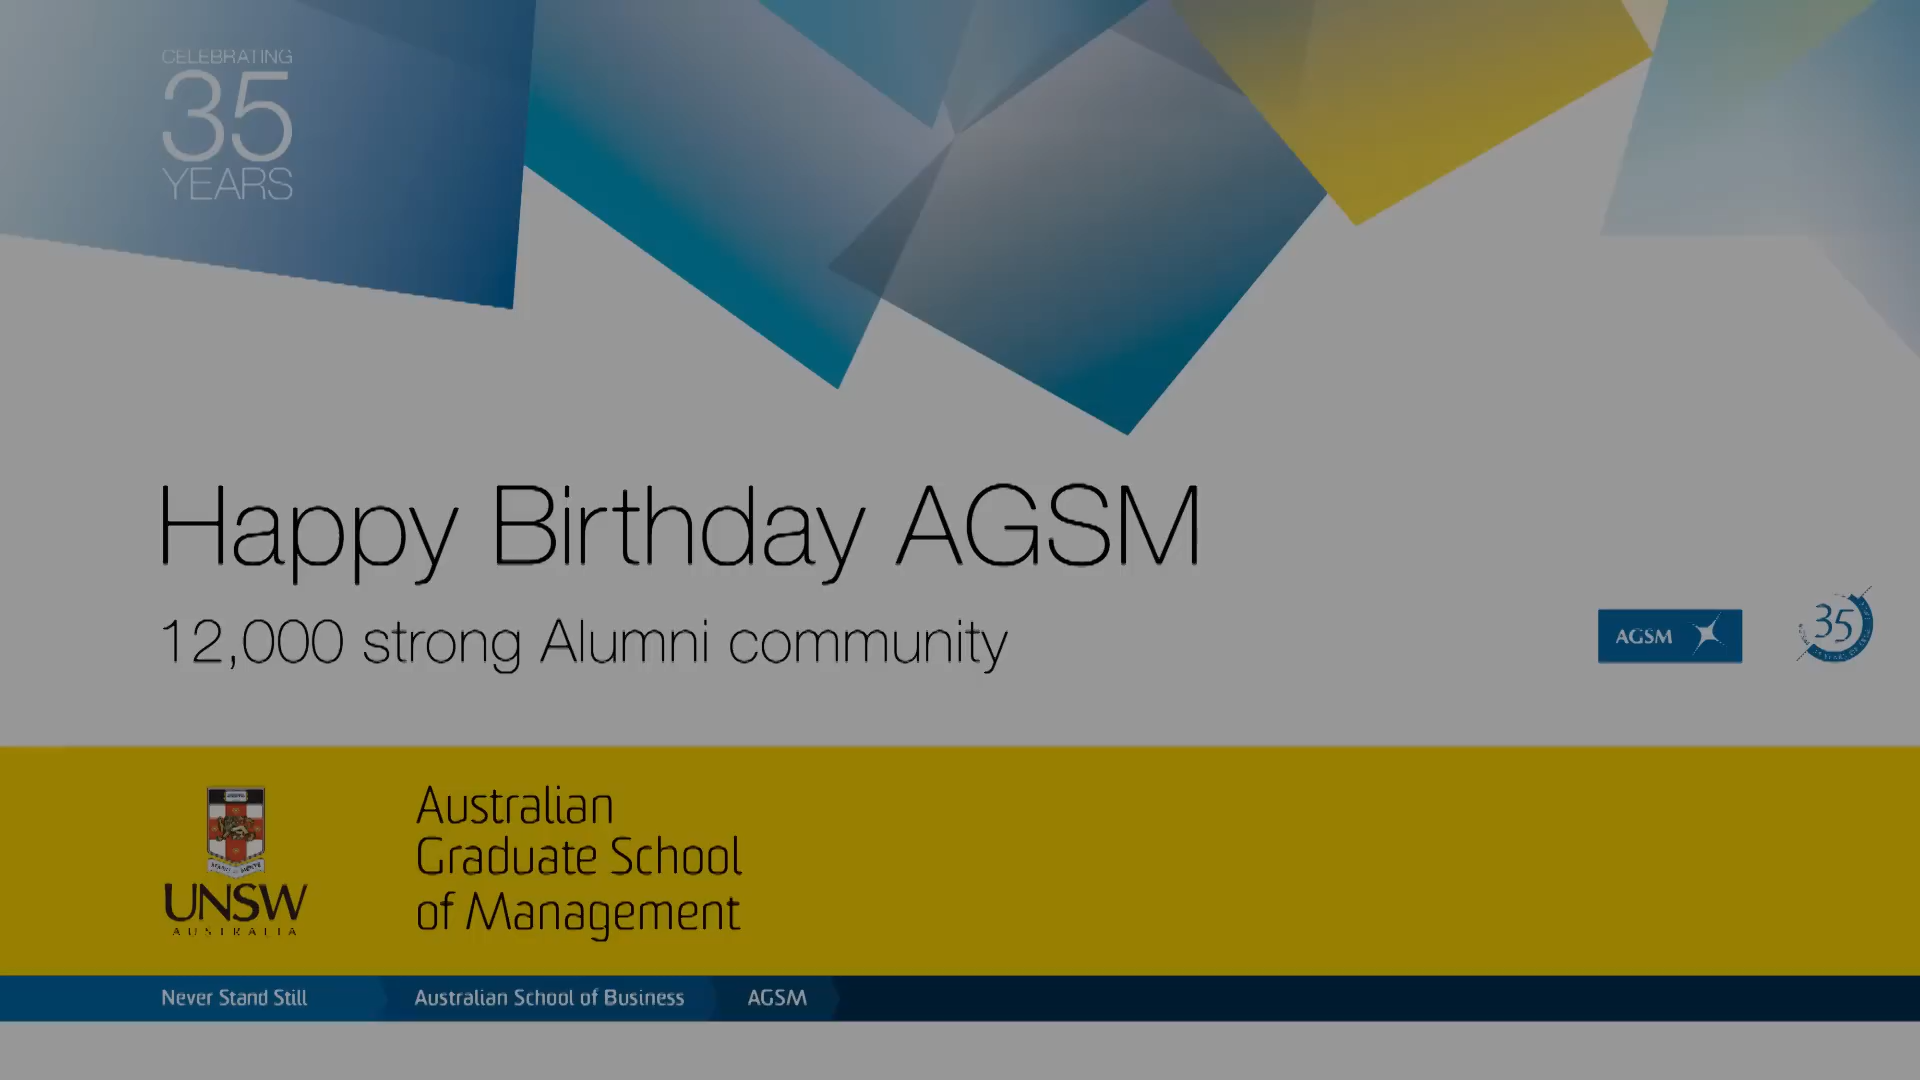 CELEBRATING
35
YEARS
Happy Birthday AGSM
12,000 strong Alumni community
AGSM
35
UNSW
AUSTRALIA
Australian
Graduate School
of Management
Never Stand Still
Australian School of Business
AGSM